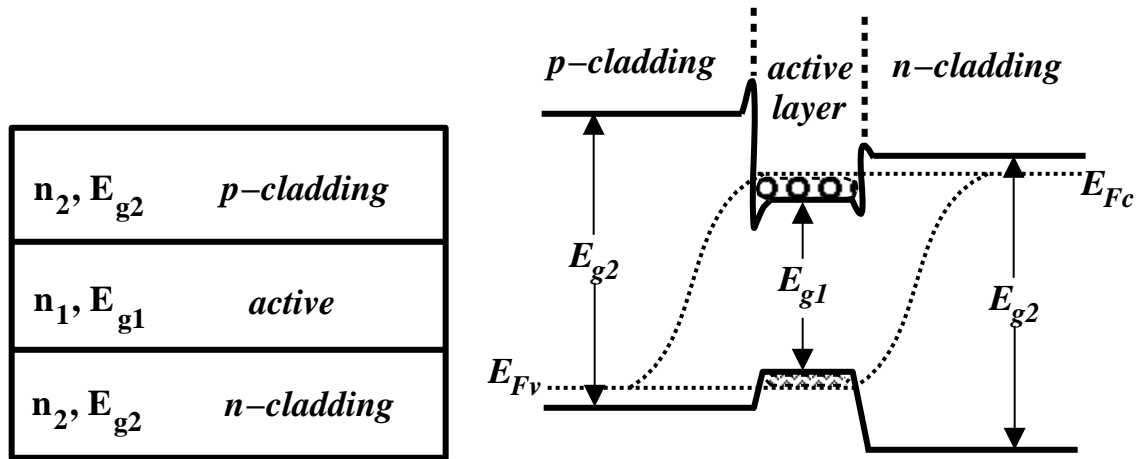 n2, Eg2 p−cladding
n1, Eg1 active
n2, Eg2 n−cladding
p−cladding
active
layer
n−cladding
Eg2
Eg1
Eg2
EFc
EFv